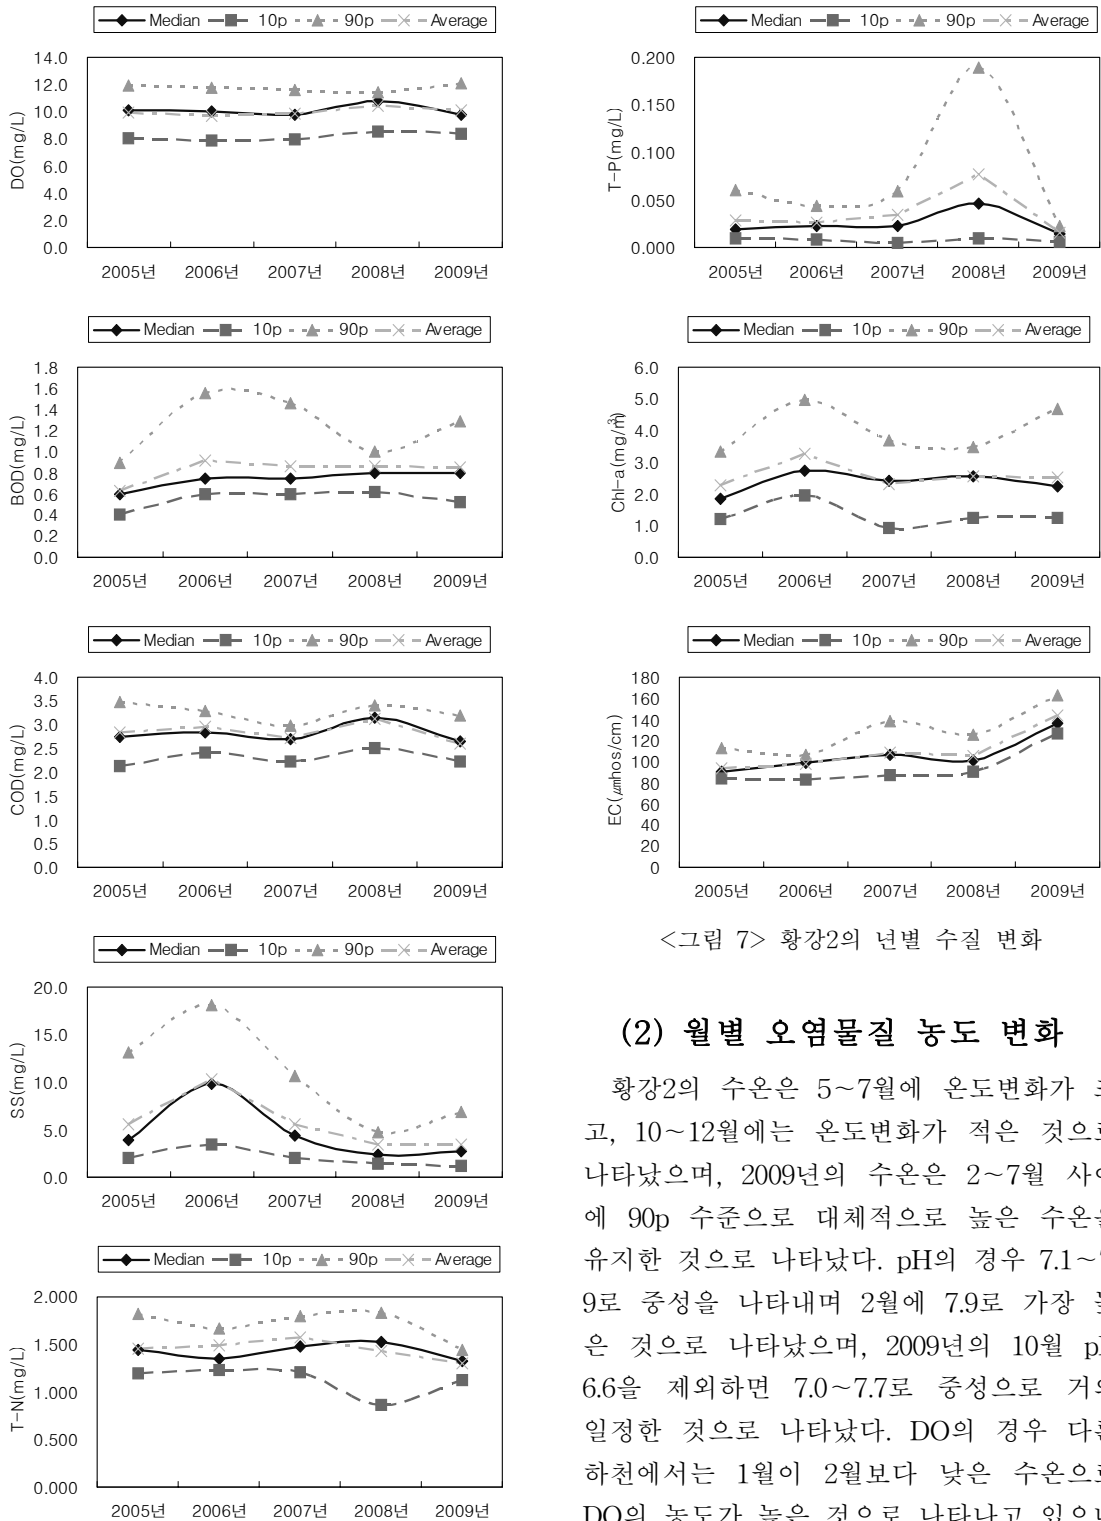 Median 10p 90p Average
DO(mg/L)
14.0
12.0
10.0
8.0
6.0
4.0
2.0
0.0
2005년 2006년 2007년 2008년 2009년
Median 10p 90p Average
BOD(mg/L)
1.8
1.6
1.4
1.2
1.0
0.8
0.6
0.4
0.2
0.0
2005년 2006년 2007년 2008년 2009년
Median 10p 90p Average
COD(mg/L)
4.0
3.5
3.0
2.5
2.0
1.5
1.0
0.5
0.0
2005년 2006년 2007년 2008년 2009년
Median 10p 90p Average
SS(mg/L)
20.0
15.0
10.0
5.0
0.0
2005년 2006년 2007년 2008년 2009년
Median 10p 90p Average
T-N(mg/L)
2.000
1.500
1.000
0.500
0.000
2005년 2006년 2007년 2008년 2009년
Median 10p 90p Average
T-P(mg/L)
0.200
0.150
0.100
0.050
0.000
2005년 2006년 2007년 2008년 2009년
Median 10p 90p Average
Chl-a(mg/㎥)
6.0
5.0
4.0
3.0
2.0
1.0
0.0
2005년 2006년 2007년 2008년 2009년
Median 10p 90p Average
EC(㎛hos/cm)
180
160
140
120
100
80
60
40
20
0
2005년 2006년 2007년 2008년 2009년
<그림 7> 황강2의 년별 수질 변화
(2) 월별 오염물질 농도 변화
황강2의 수온은 5~7월에 온도변화가
고, 10~12월에는 온도변화가 적은 것으로
나타났으며, 2009년의 수온은 2~7월 사이
에 90p 수준으로 대체적으로 높은 수온을
유지한 것으로 나타났다. pH의 경우 7.1~
9로 중성을 나타내며 2월에 7.9로 가장 높
은 것으로 나타났으며, 2009년의 10월 pH
6.6을 제외하면 7.0~7.7로 중성으로 거의
일정한 것으로 나타났다. DO의 경우 다른
하천에서는 1월이 2월보다 낮은 수온으로
DO의 농도가 높은 것으로 나타나고 있으나